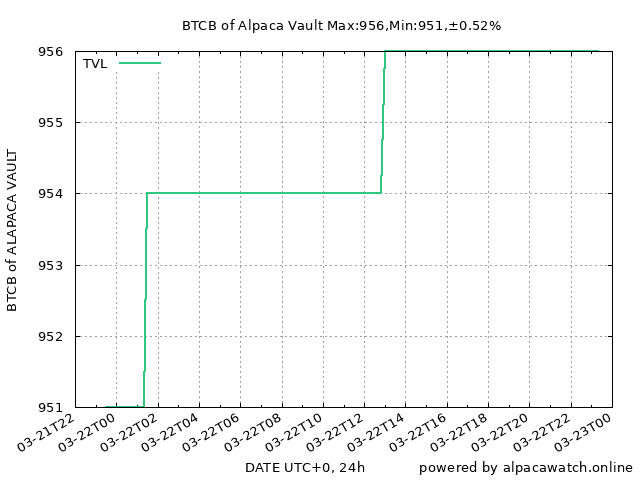 BTCB of Alpaca Vault Max:956,Min:951,±0.52%
TVL
956
955
954
953
952
951
BTCB of ALAPACA VAULT
03-21T22
03-22T00
03-22T02
03-22T04
03-22T06
03-22T08
03-22T10
03-22T12
03-22T14
03-22T16
03-22T18
03-22T20
03-22T22
03-23T00
DATE UTC+0, 24h
powered by alpacawatch.online